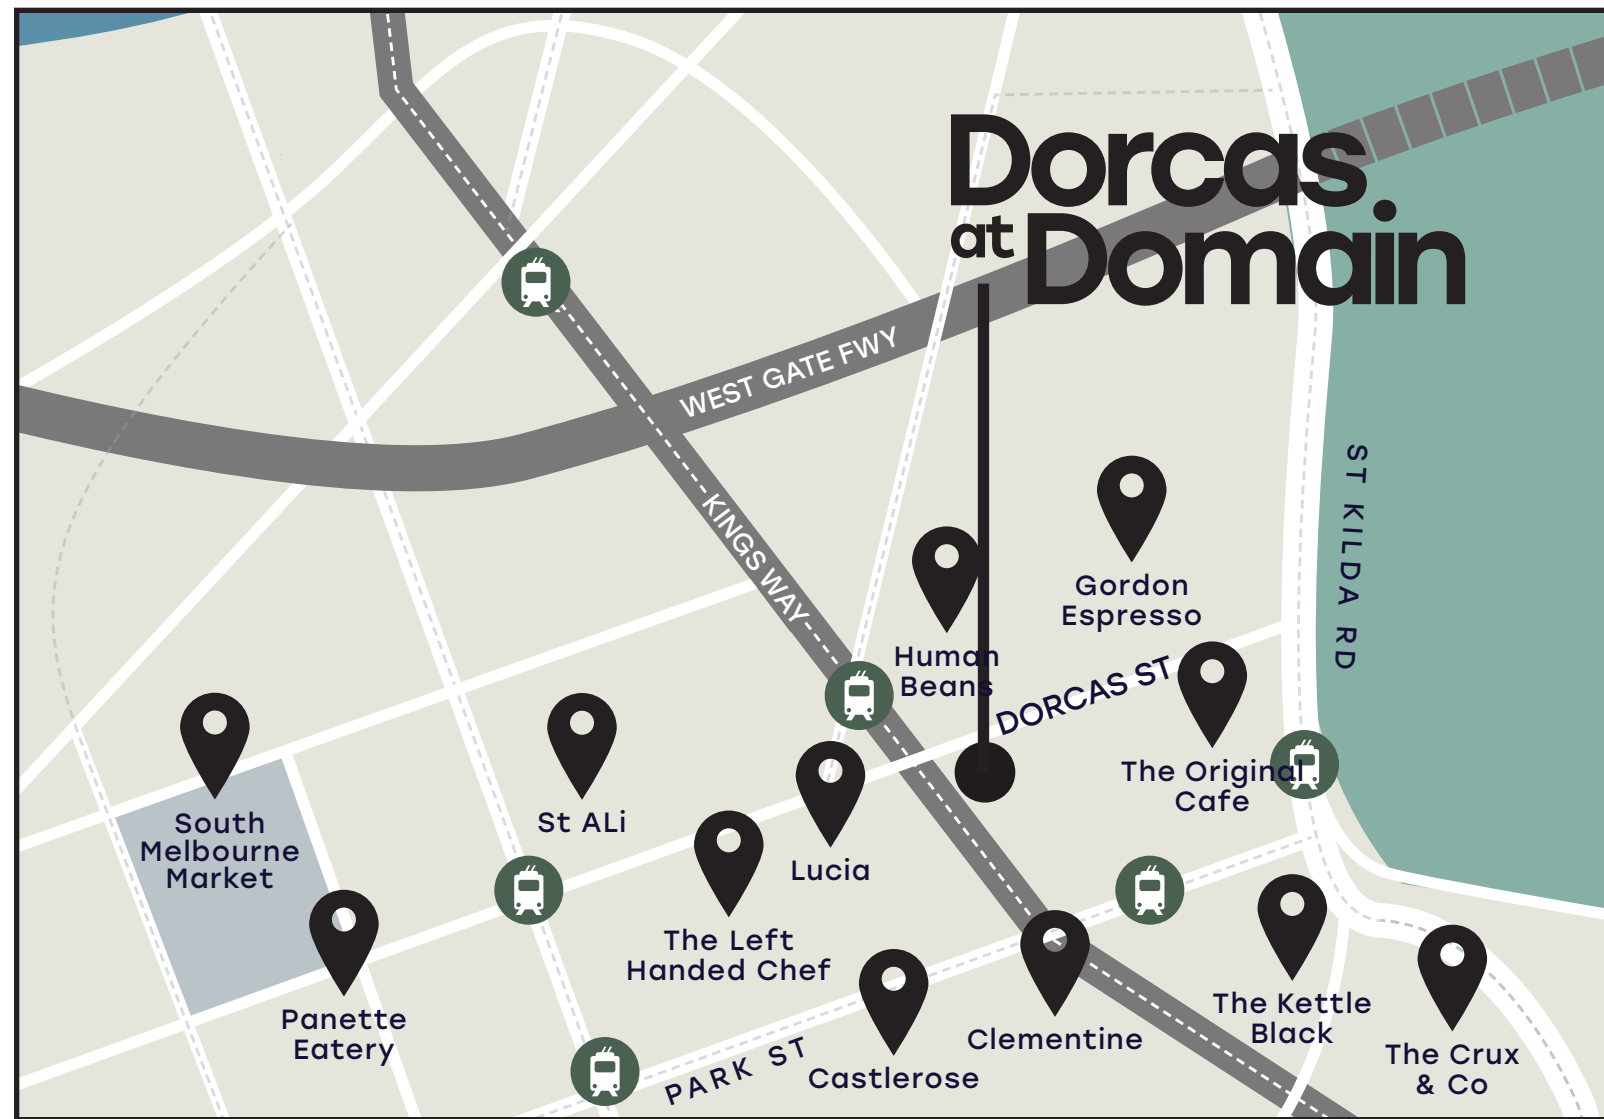 Dorcas
at Domain
WEST GATE FWY
KINGS WAY
ST KILDA RD
Gordon
Espresso
Human
Beans
DORCAS ST
The Original
Cafe
South
Melbourne
Market
St ALi
Lucia
The Left
Handed Chef
Panette
Eatery
Clementine
The Kettle
Black
The Crux
& Co
Castlerose
PARK ST